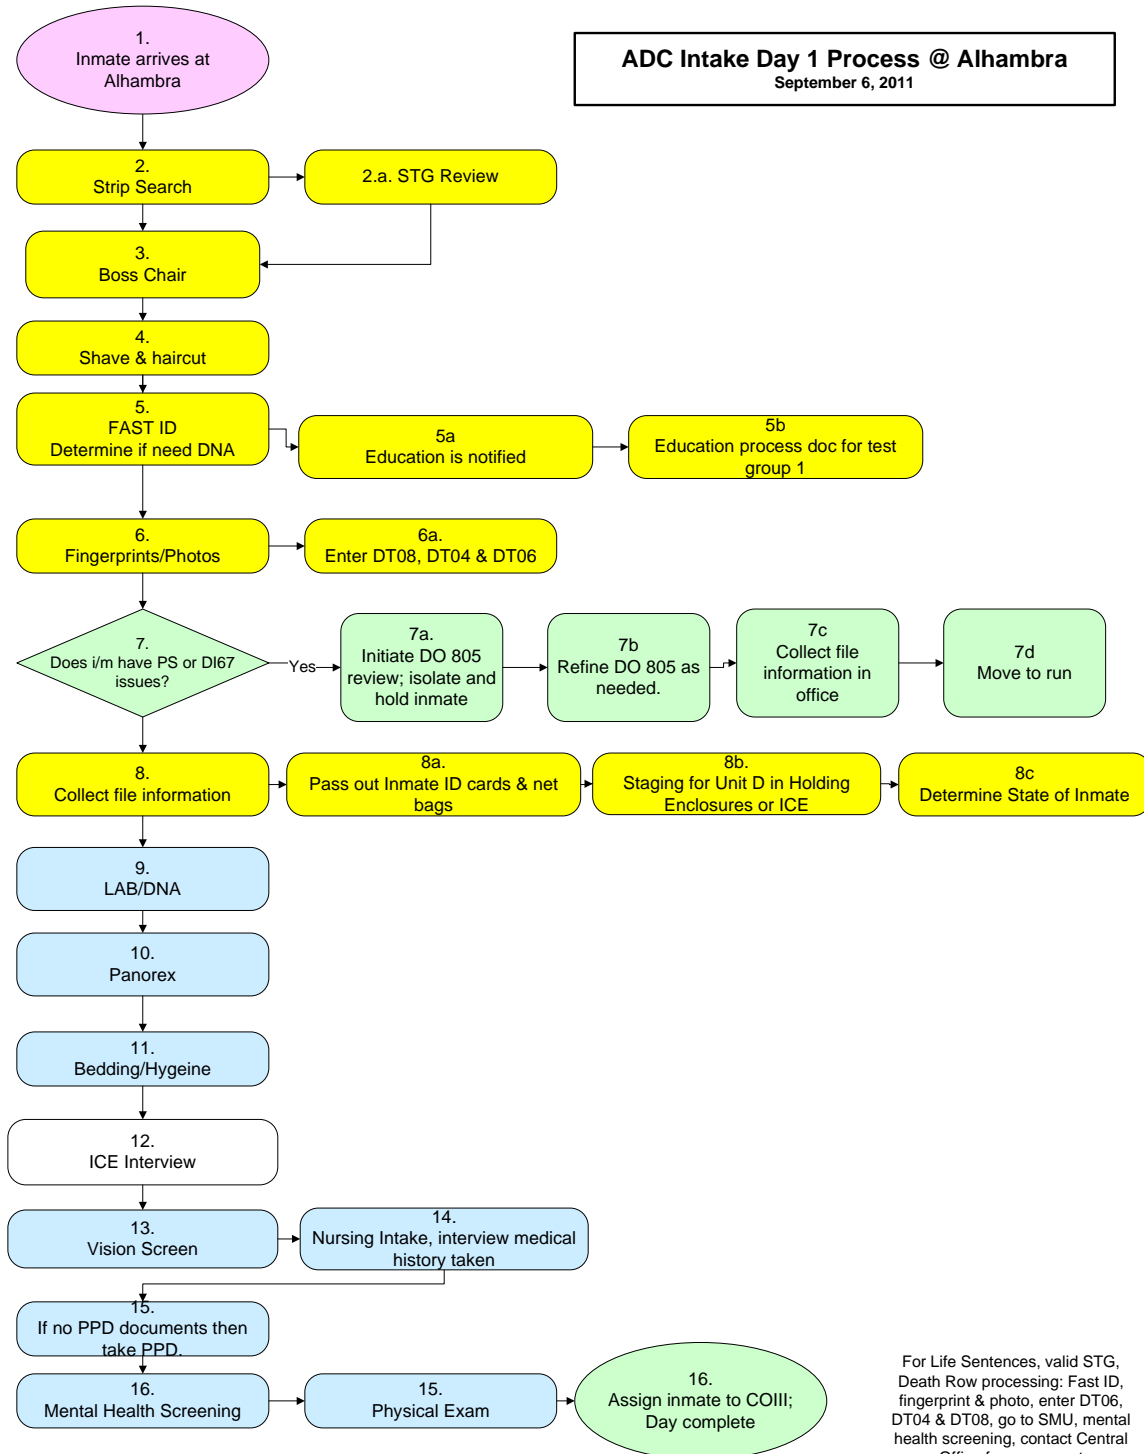 ADC Intake Day 1 Process @ Alhambra
September 6, 2011
1.
Inmate arrives at
Alhambra
2.
Strip Search
2.a. STG Review
3.
Boss Chair
4.
Shave & haircut
5.
FAST ID
Determine if need DNA
5a
Education is notified
5b
Education process doc for test
group 1
6.
Fingerprints/Photos
6a.
Enter DT08, DT04 & DT06
7.
Does i/m have PS or DI67
issues?
Yes
7a.
Initiate DO 805
review; isolate and
hold inmate
7b
Refine DO 805 as
needed.
7c
Collect file
information in
office
7d
Move to run
8.
Collect file information
8a.
Pass out Inmate ID cards & net
bags
8b.
Staging for Unit D in Holding
Enclosures or ICE
8c
Determine State of Inmate
9.
LAB/DNA
10.
Panorex
11.
Bedding/Hygeine
12.
ICE Interview
13.
Vision Screen
14.
Nursing Intake, interview medical
history taken
15.
If no PPD documents then
take PPD.
16.
Mental Health Screening
15.
Physical Exam
16.
Assign inmate to COIII;
Day complete
For Life Sentences, valid STG,
Death Row processing: Fast ID,
fingerprint & photo, enter DT06,
DT04 & DT08, go to SMU, mental
health screening, contact Central